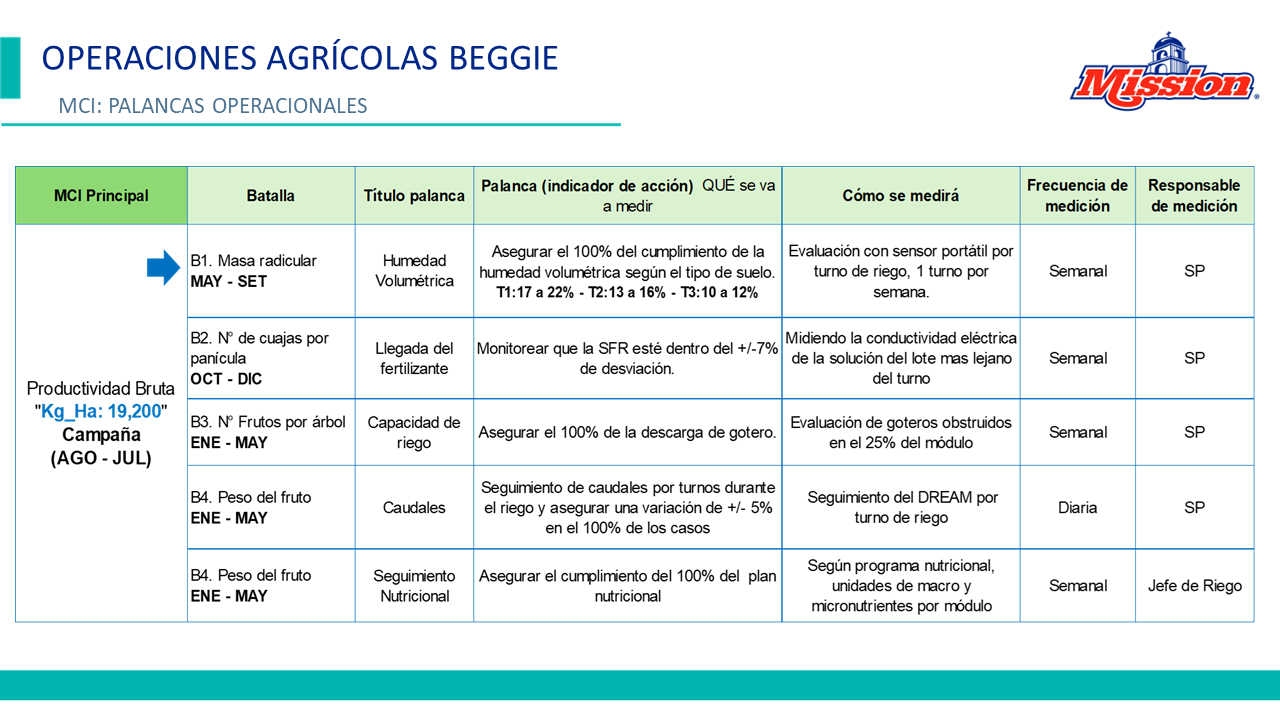 OPERACIONES AGRÍCOLAS BEGGIE
MCI: PALANCAS OPERACIONALES
Mission®
MCI Principal
Batalla
Título palanca
Palanca (indicador de acción) QUÉ se va
a medir
Cómo se medirá
Frecuencia de
medición
Responsable
de medición
Productividad Bruta
"Kg_Ha: 19,200"
Campaña
(AGO - JUL)
B1. Masa radicular
MAY - SET
Humedad
Volumétrica
Asegurar el 100% del cumplimiento de la
humedad volumétrica según el tipo de suelo.
T1:17 a 22% - T2:13 a 16% - T3:10 a 12%
Evaluación con sensor portátil por
turno de riego, 1 turno por
semana.
Semanal
SP
B2. N° de cuajas por
panícula
OCT - DIC
Llegada del
fertilizante
Monitorear que la SFR esté dentro del +/-7%
de desviación.
Midiendo la conductividad eléctrica
de la solución del lote mas lejano
del turno
Semanal
SP
B3. N° Frutos por árbol
ENE - MAY
Capacidad de
riego
Asegurar el 100% de la descarga de gotero.
Evaluación de goteros obstruidos
en el 25% del módulo
Semanal
SP
B4. Peso del fruto
ENE - MAY
Caudales
Seguimiento de caudales por turnos durante
el riego y asegurar una variación de +/- 5%
en el 100% de los casos
Seguimiento del DREAM por
turno de riego
Diaria
SP
B4. Peso del fruto
ENE - MAY
Seguimiento
Nutricional
Asegurar el cumplimiento del 100% del plan
nutricional
Según programa nutricional,
unidades de macro y
micronutrientes por módulo
Semanal
Jefe de Riego